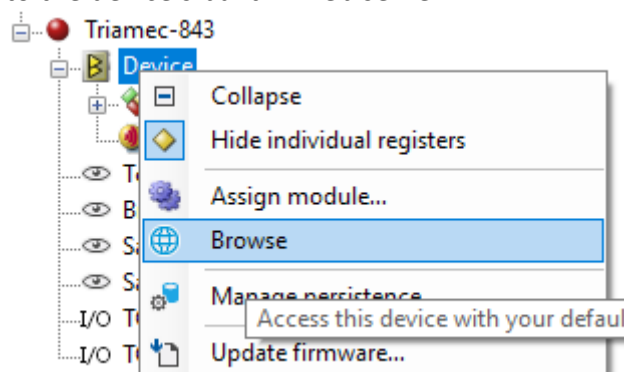 Triamec-843
Device
Collapse
Hide individual registers
Assign module...
Browse
Manage persistence
Access this device with your defaul
I/O
I/O
Update firmware...